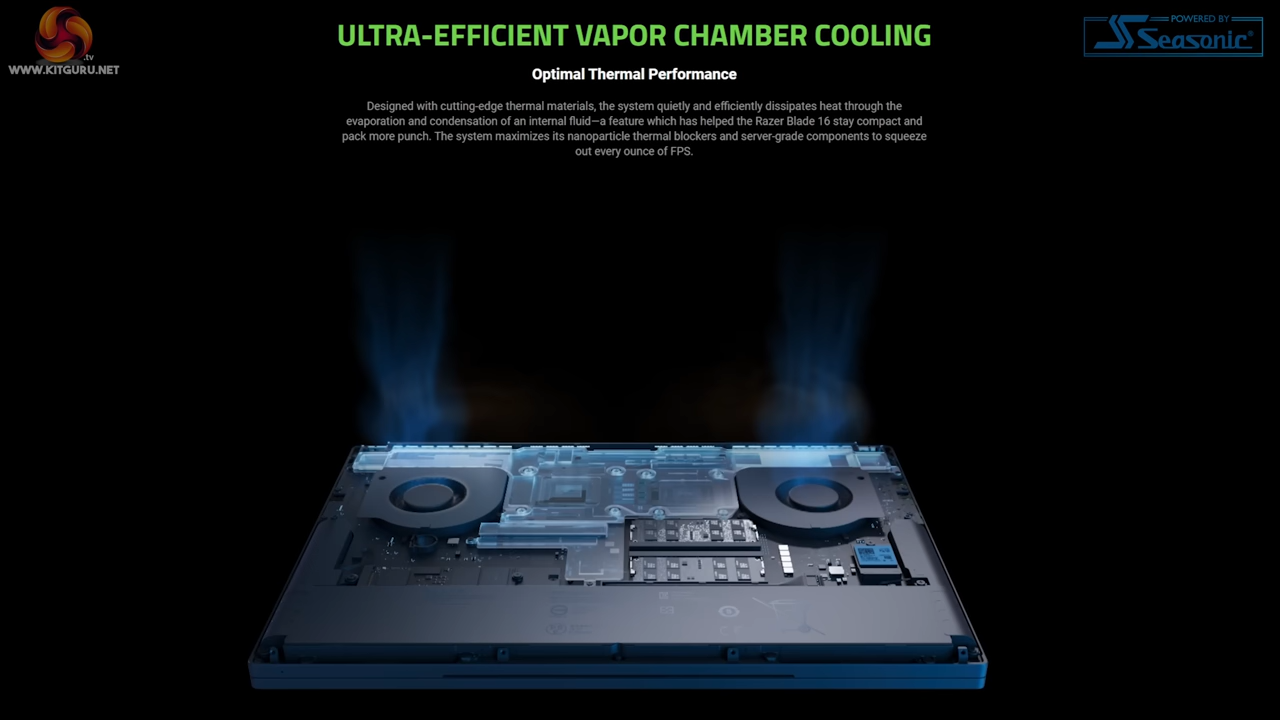 ULTRA-EFFICIENT VAPOR CHAMBER COOLING
POWERED BY
Seasonic®
.tv
WWW.KITGURU.NET
Optimal Thermal Performance
Designed with cutting-edge thermal materials, the system quietly and efficiently dissipates heat through the
evaporation and condensation of an internal fluid—a feature which has helped the Razer Blade 16 stay compact and
pack more punch. The system maximizes its nanoparticle thermal blockers and server-grade components to squeeze
out every ounce of FPS.